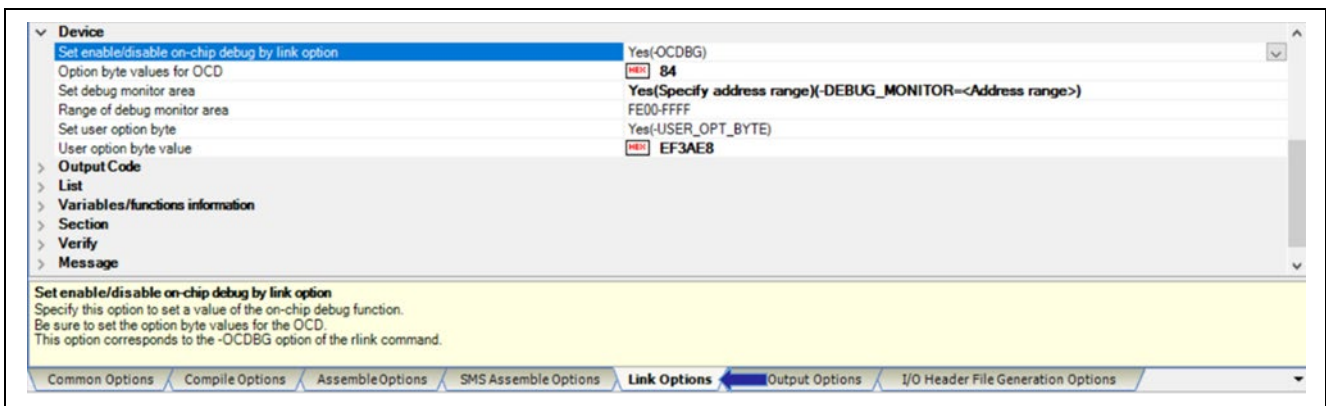 Device
Set enable/disable on-chip debug by link option Yes(-OCDBG)
Option byte values for OCD HEX 84
Set debug monitor area Yes(Specify address range)(-DEBUG_MONITOR=<Address range>)
Range of debug monitor area FE00-FFFF
Set user option byte Yes(-USER_OPT_BYTE)
User option byte value HEX EF3AE8
Output Code
List
Variables/functions information
Section
Verify
Message
Set enable/disable on-chip debug by link option
Specify this option to set a value of the on-chip debug function.
Be sure to set the option byte values for the OCD.
This option corresponds to the -OCDBG option of the rlink command.
Common Options Compile Options Assemble Options SMS Assemble Options Link Options Output Options I/O Header File Generation Options